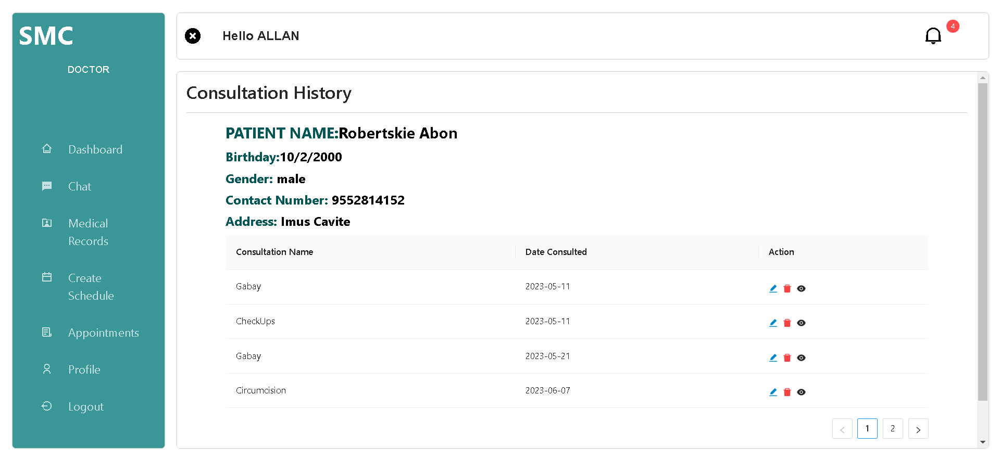 SMC
DOCTOR
Dashboard
Chat
Medical
Records
Create
Schedule
Appointments
Profile
Logout
Hello ALLAN
4
Consultation History
PATIENT NAME:Robertskie Abon
Birthday:10/2/2000
Gender: male
Contact Number: 9552814152
Address: Imus Cavite
Consultation Name Date Consulted Action
Gabay 2023-05-11
CheckUps 2023-05-11
Gabay 2023-05-21
Circumcision 2023-06-07
< 1 2 >